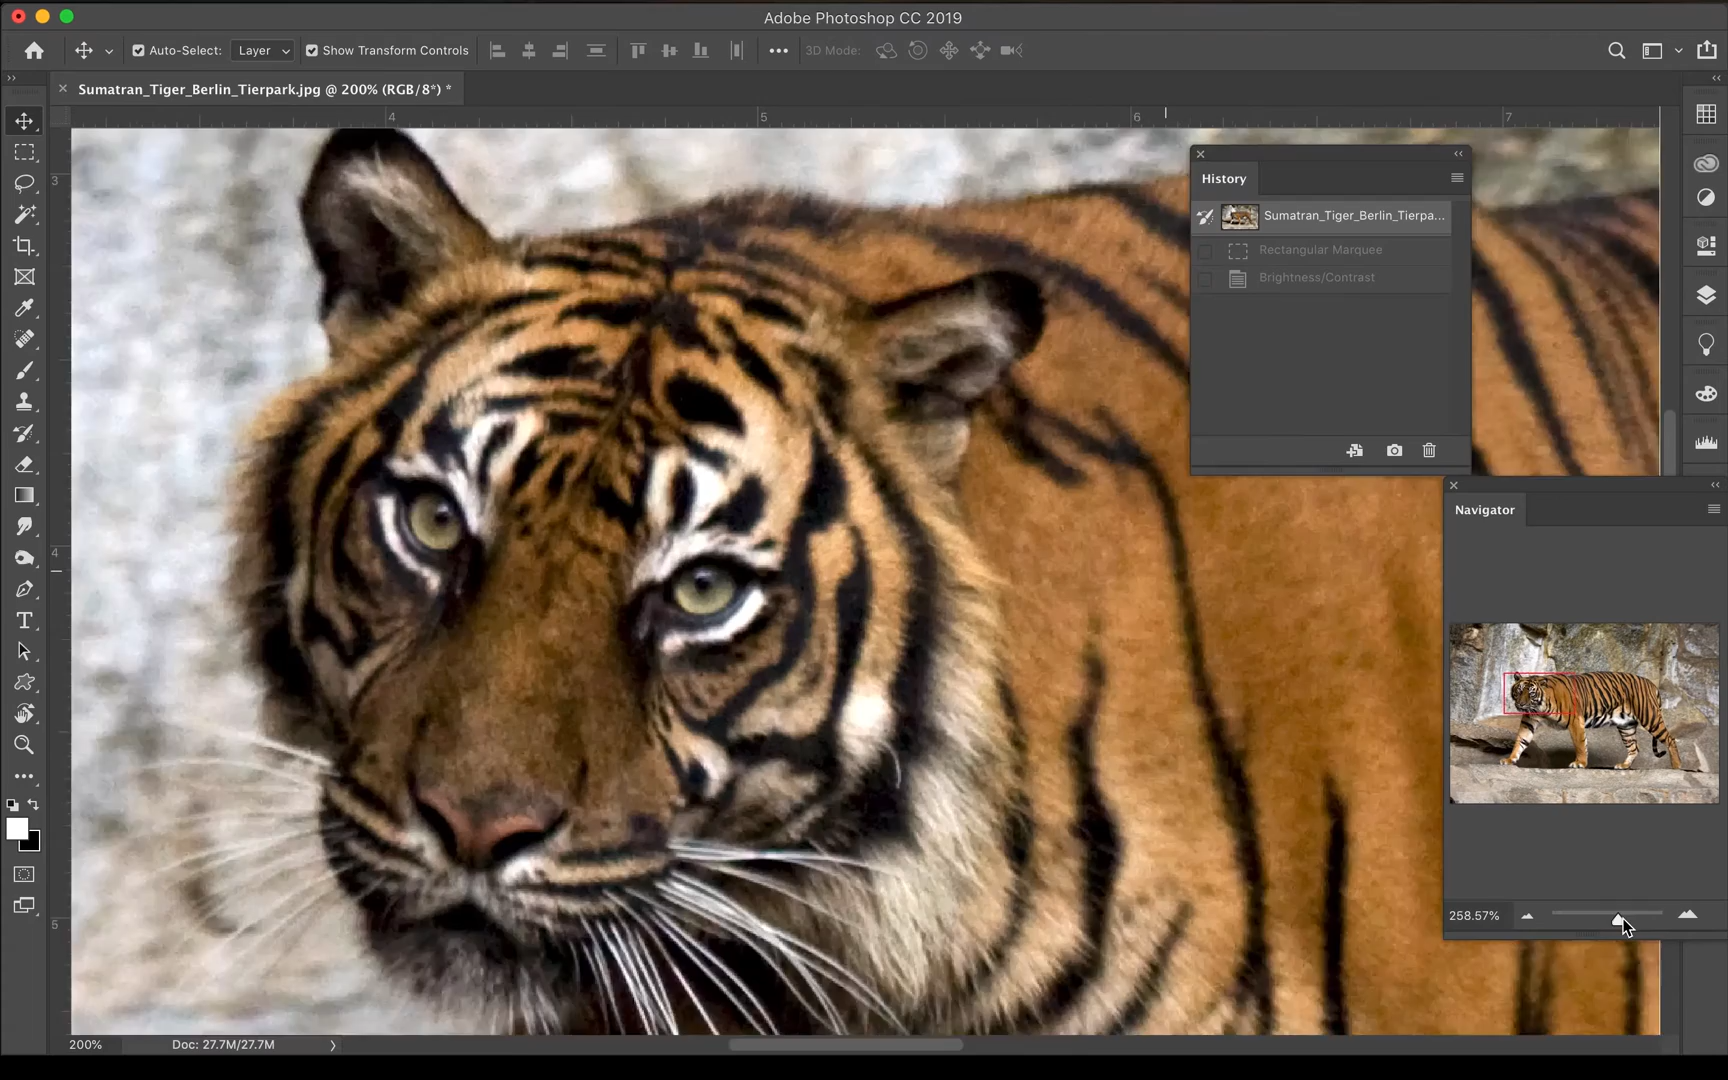 Adobe Photoshop CC 2019
Auto-Select: Layer Show Transform Controls 3D Mode:
Sumatran_Tiger_Berlin_Tierpark.jpg @ 200% (RGB/8*) *
4 5 6 7
3
4
5
History
Sumatran_Tiger_Berlin_Tierpa...
Rectangular Marquee
Brightness/Contrast
Navigator
258.57%
200% Doc: 27.7M/27.7M